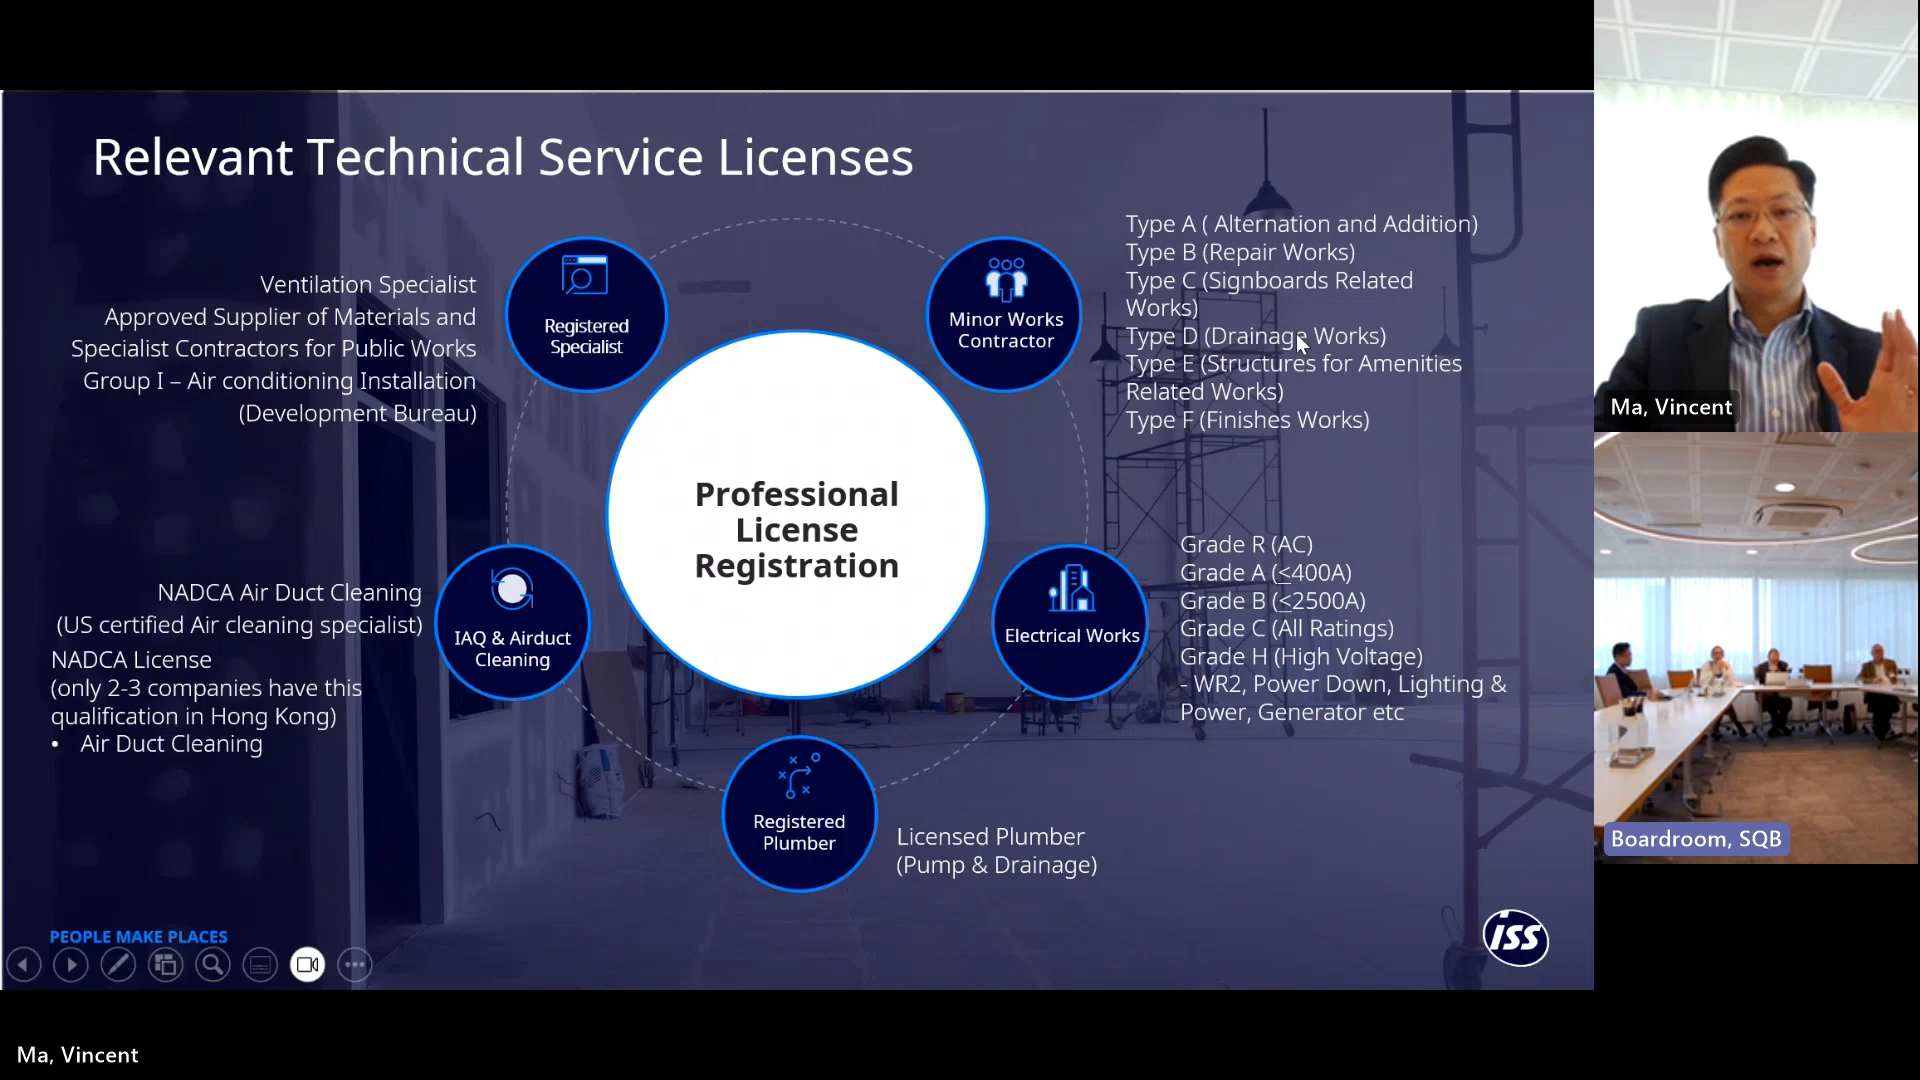 Relevant Technical Service Licenses
Ventilation Specialist
Approved Supplier of Materials and
Specialist Contractors for Public Works
Group I – Air conditioning Installation
(Development Bureau)
Registered
Specialist
Minor Works
Contractor
Type A ( Alternation and Addition)
Type B (Repair Works)
Type C (Signboards Related
Works)
Type D (Drainage Works)
Type E (Structures for Amenities
Related Works)
Type F (Finishes Works)
Professional
License
Registration
NADCA Air Duct Cleaning
(US certified Air cleaning specialist)
NADCA License
(only 2-3 companies have this
qualification in Hong Kong)
• Air Duct Cleaning
IAQ & Airduct
Cleaning
Electrical Works
Grade R (AC)
Grade A (≤400A)
Grade B (≤2500A)
Grade C (All Ratings)
Grade H (High Voltage)
- WR2, Power Down, Lighting &
Power, Generator etc
Registered
Plumber
Licensed Plumber
(Pump & Drainage)
PEOPLE MAKE PLACES
ISS
Ma, Vincent
Boardroom, SQB
Ma, Vincent